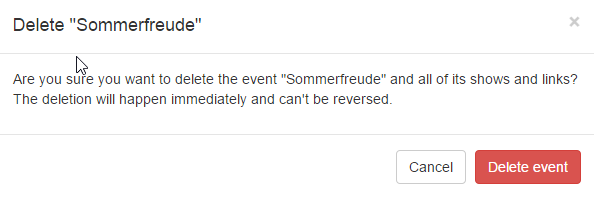 Delete "Sommerfreude"
×
Are you sure you want to delete the event "Sommerfreude" and all of its shows and links?
The deletion will happen immediately and can't be reversed.
Cancel
Delete event